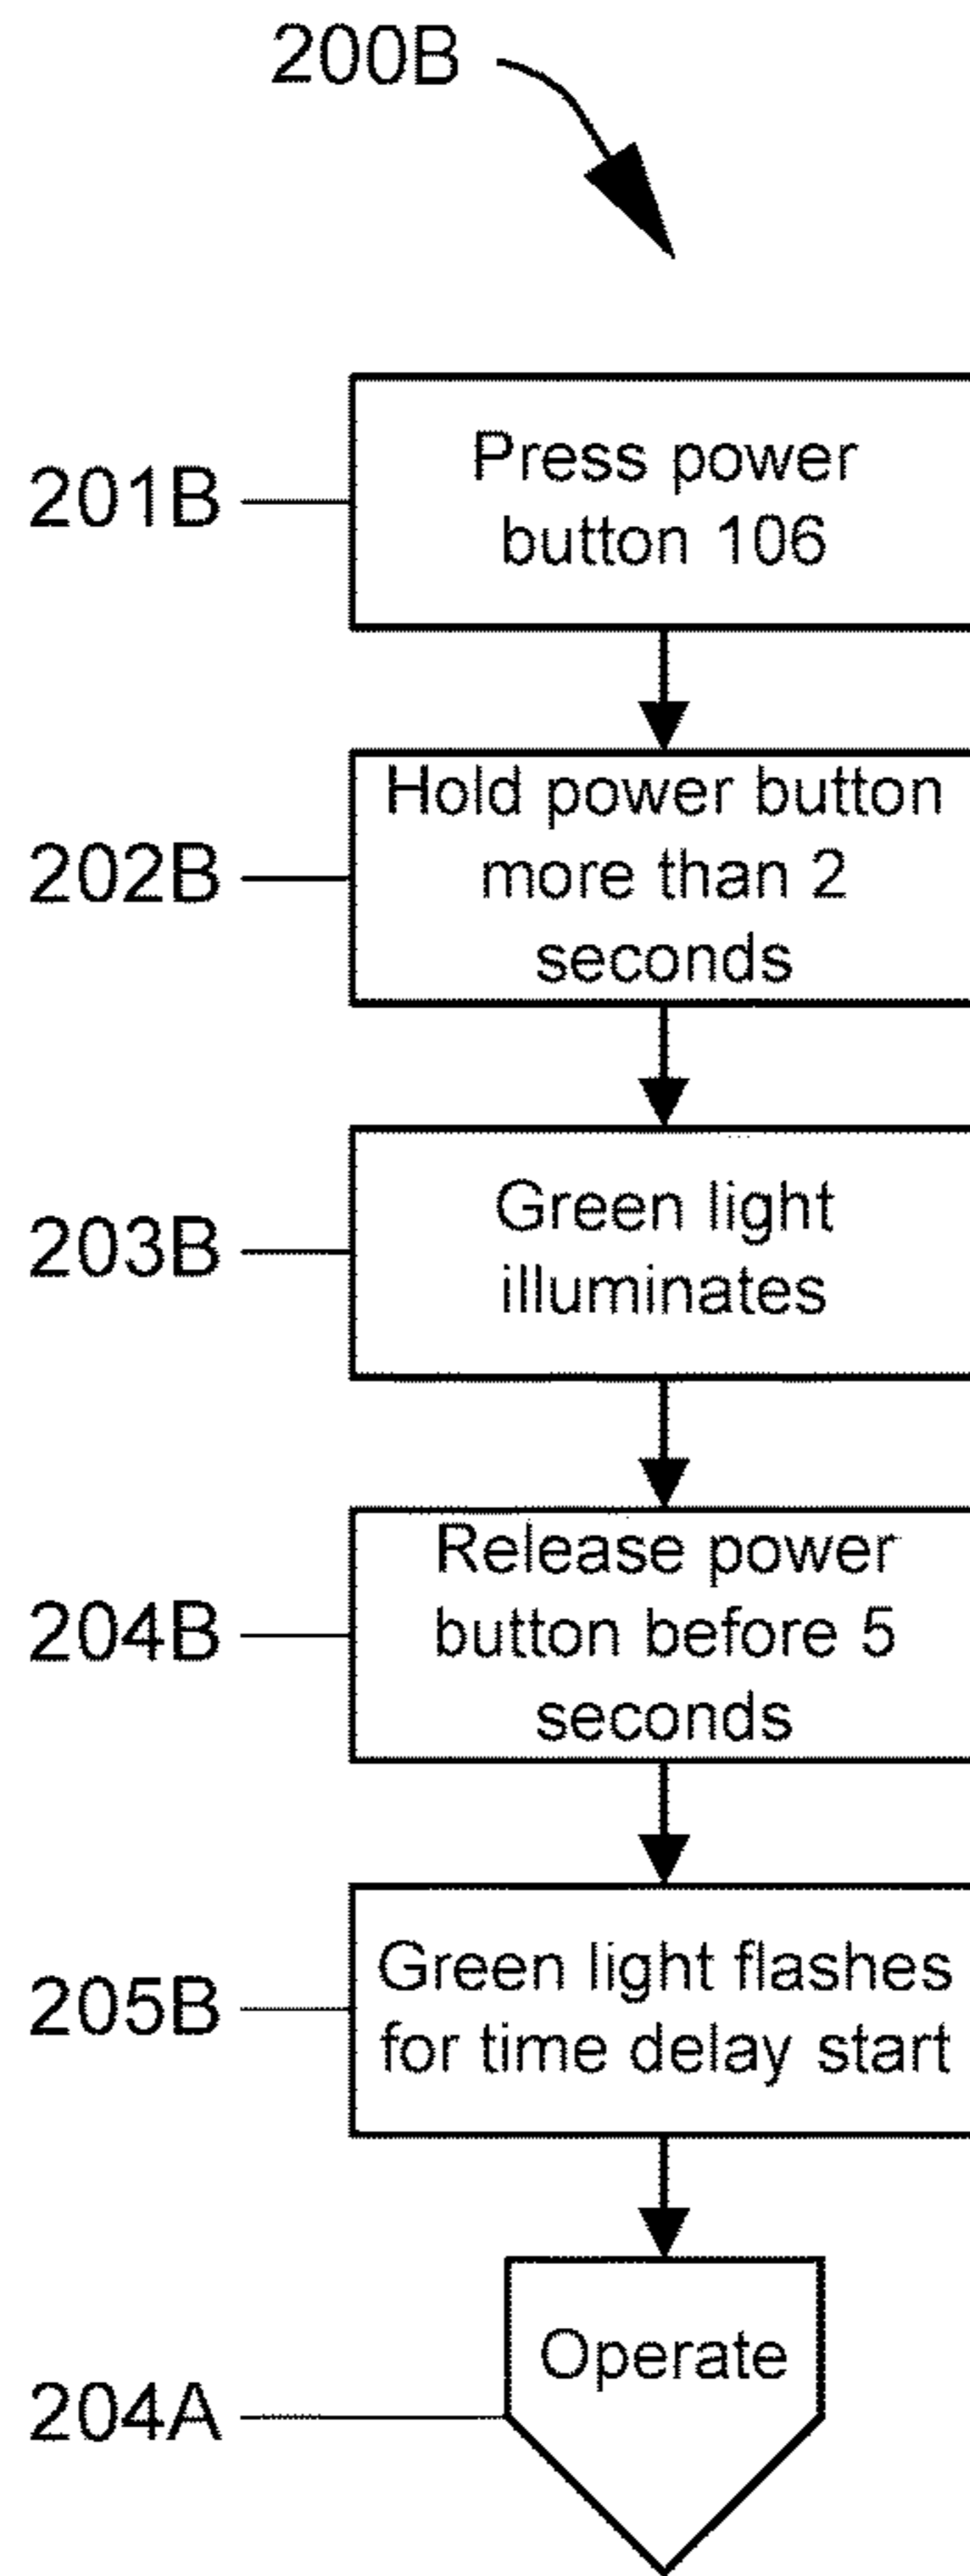 200B
201B
Press power
button 106
202B
Hold power button
more than 2
seconds
203B
Green light
illuminates
204B
Release power
button before 5
seconds
205B
Green light flashes
for time delay start
204A
Operate